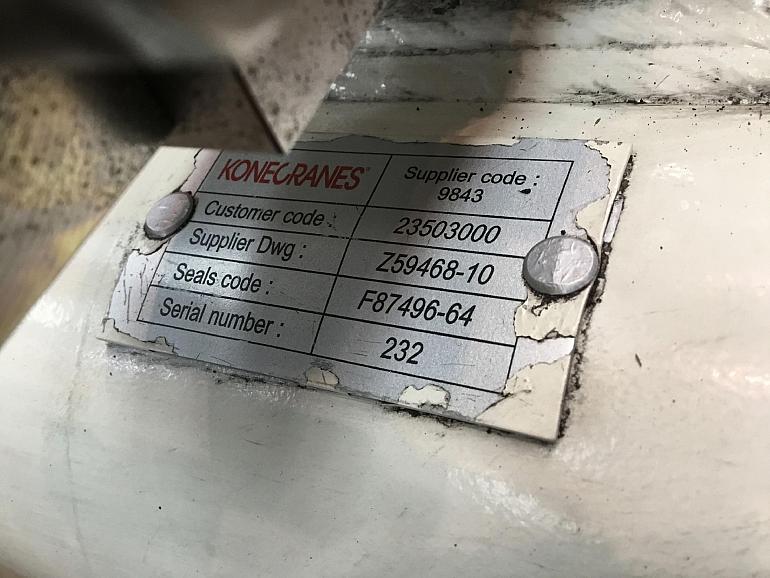 KONECRANES®
Supplier code :
9843
Customer code :
23503000
Supplier Dwg :
Z59468-10
Seals code :
F87496-64
Serial number :
232